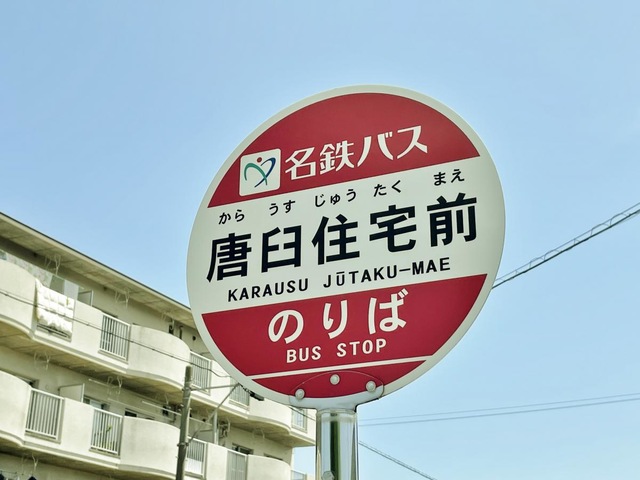 名鉄バス
から うす じゅう たく まえ
唐臼住宅前
KARAUSU JŪTAKU-MAE
のりば
BUS STOP